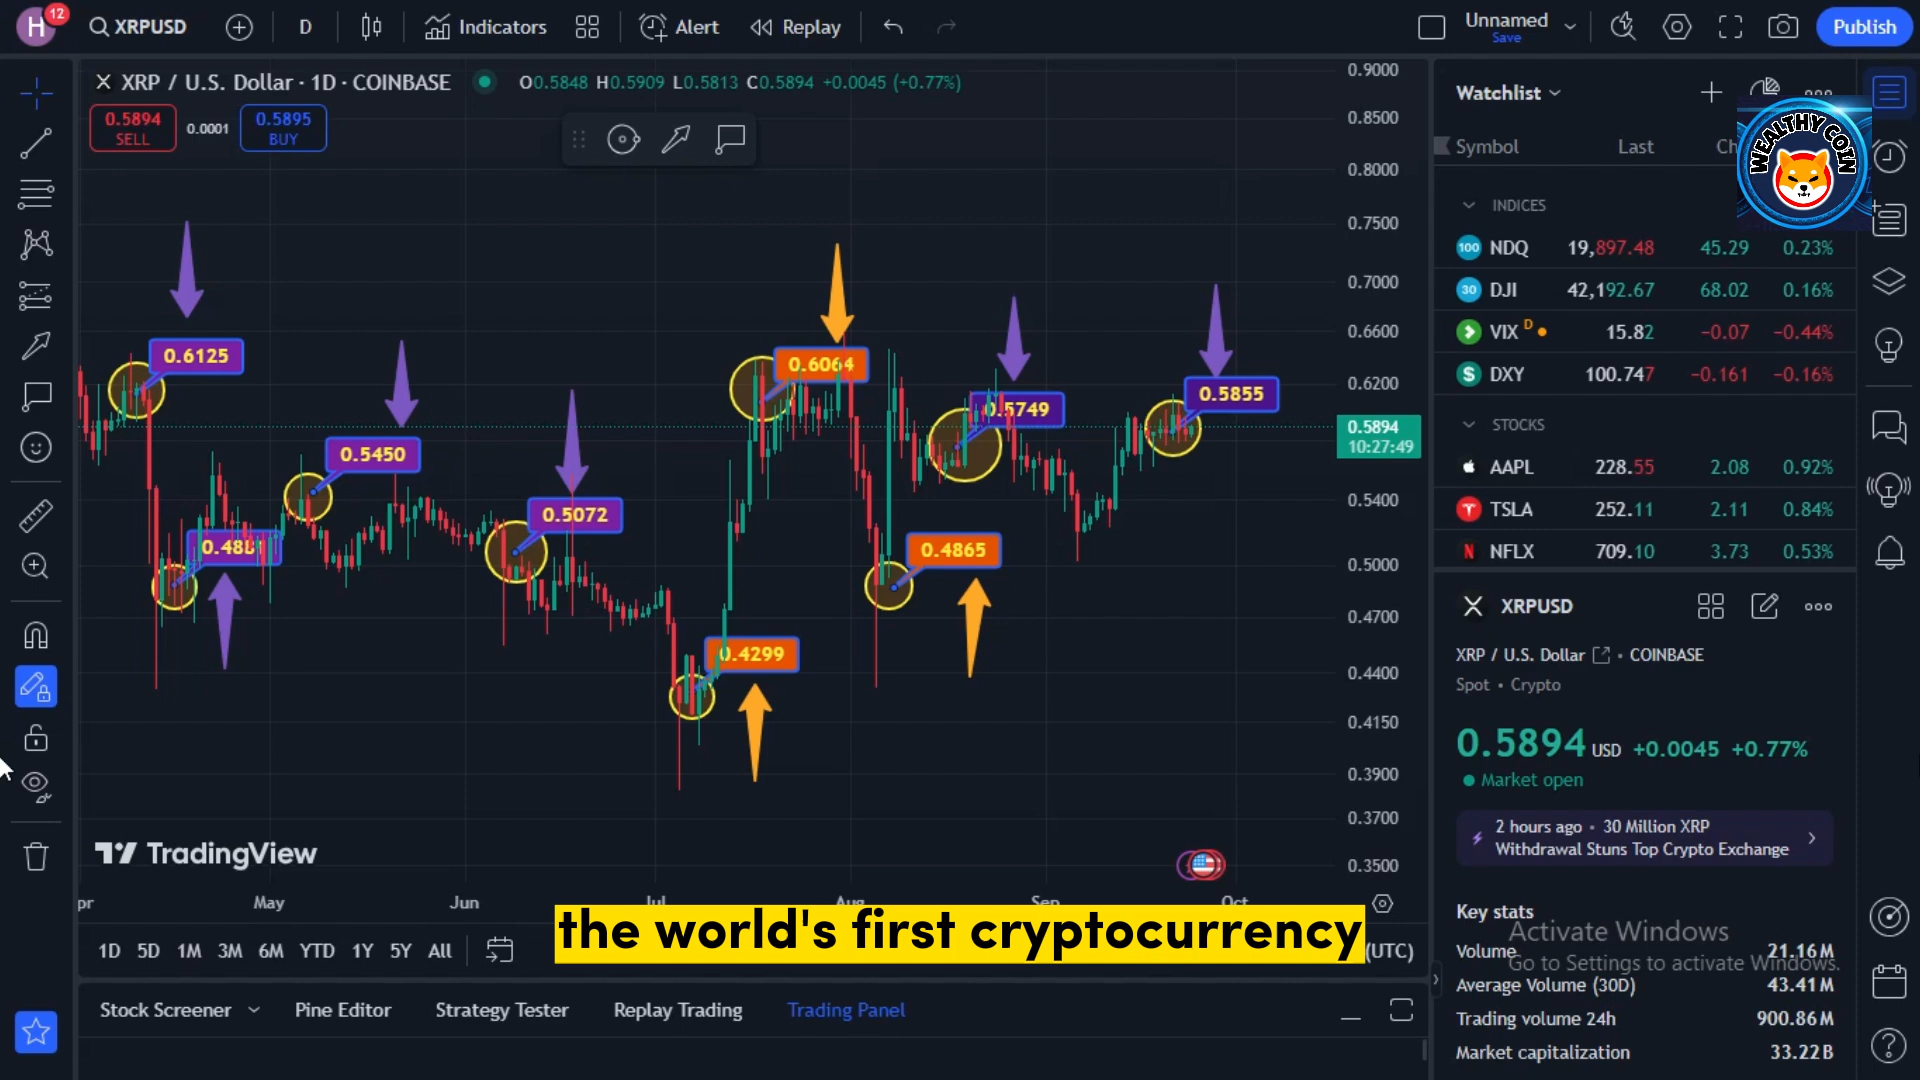 H 12 XRPUSD D Indicators Alert Replay Unnamed Save Publish
XRP / U.S. Dollar · 1D · COINBASE O0.5848 H0.5909 L0.5813 C0.5894 +0.0045 (+0.77%)
0.5894 SELL 0.0001 0.5895 BUY
0.9000
0.8500
0.8000
0.7500
0.7000
0.6600
0.6200
0.5894
10:27:49
0.5400
0.5000
0.4700
0.4400
0.4150
0.3900
0.3700
0.3500
0.6125
0.5450
0.5072
0.4299
0.6064
0.4865
0.5749
0.5855
TradingView
May Jun Jul Aug Sep Oct
the world's first cryptocurrency
1D 5D 1M 3M 6M YTD 1Y 5Y All (UTC)
Stock Screener Pine Editor Strategy Tester Replay Trading Trading Panel
Watchlist
WEALTHY COIN
Symbol Last Ch
INDICES
100 NDQ 19,897.48 45.29 0.23%
30 DJI 42,192.67 68.02 0.16%
VIX D 15.82 −0.07 −0.44%
$ DXY 100.747 −0.161 −0.16%
STOCKS
AAPL 228.55 2.08 0.92%
TSLA 252.11 2.11 0.84%
NFLX 709.10 3.73 0.53%
XRPUSD
XRP / U.S. Dollar • COINBASE
Spot • Crypto
0.5894 USD +0.0045 +0.77%
Market open
2 hours ago • 30 Million XRP
Withdrawal Stuns Top Crypto Exchange
Key stats
Activate Windows
Volume 21.16M
Go to Settings to activate Windows.
Average Volume (30D) 43.41M
Trading volume 24h 900.86M
Market capitalization 33.22B